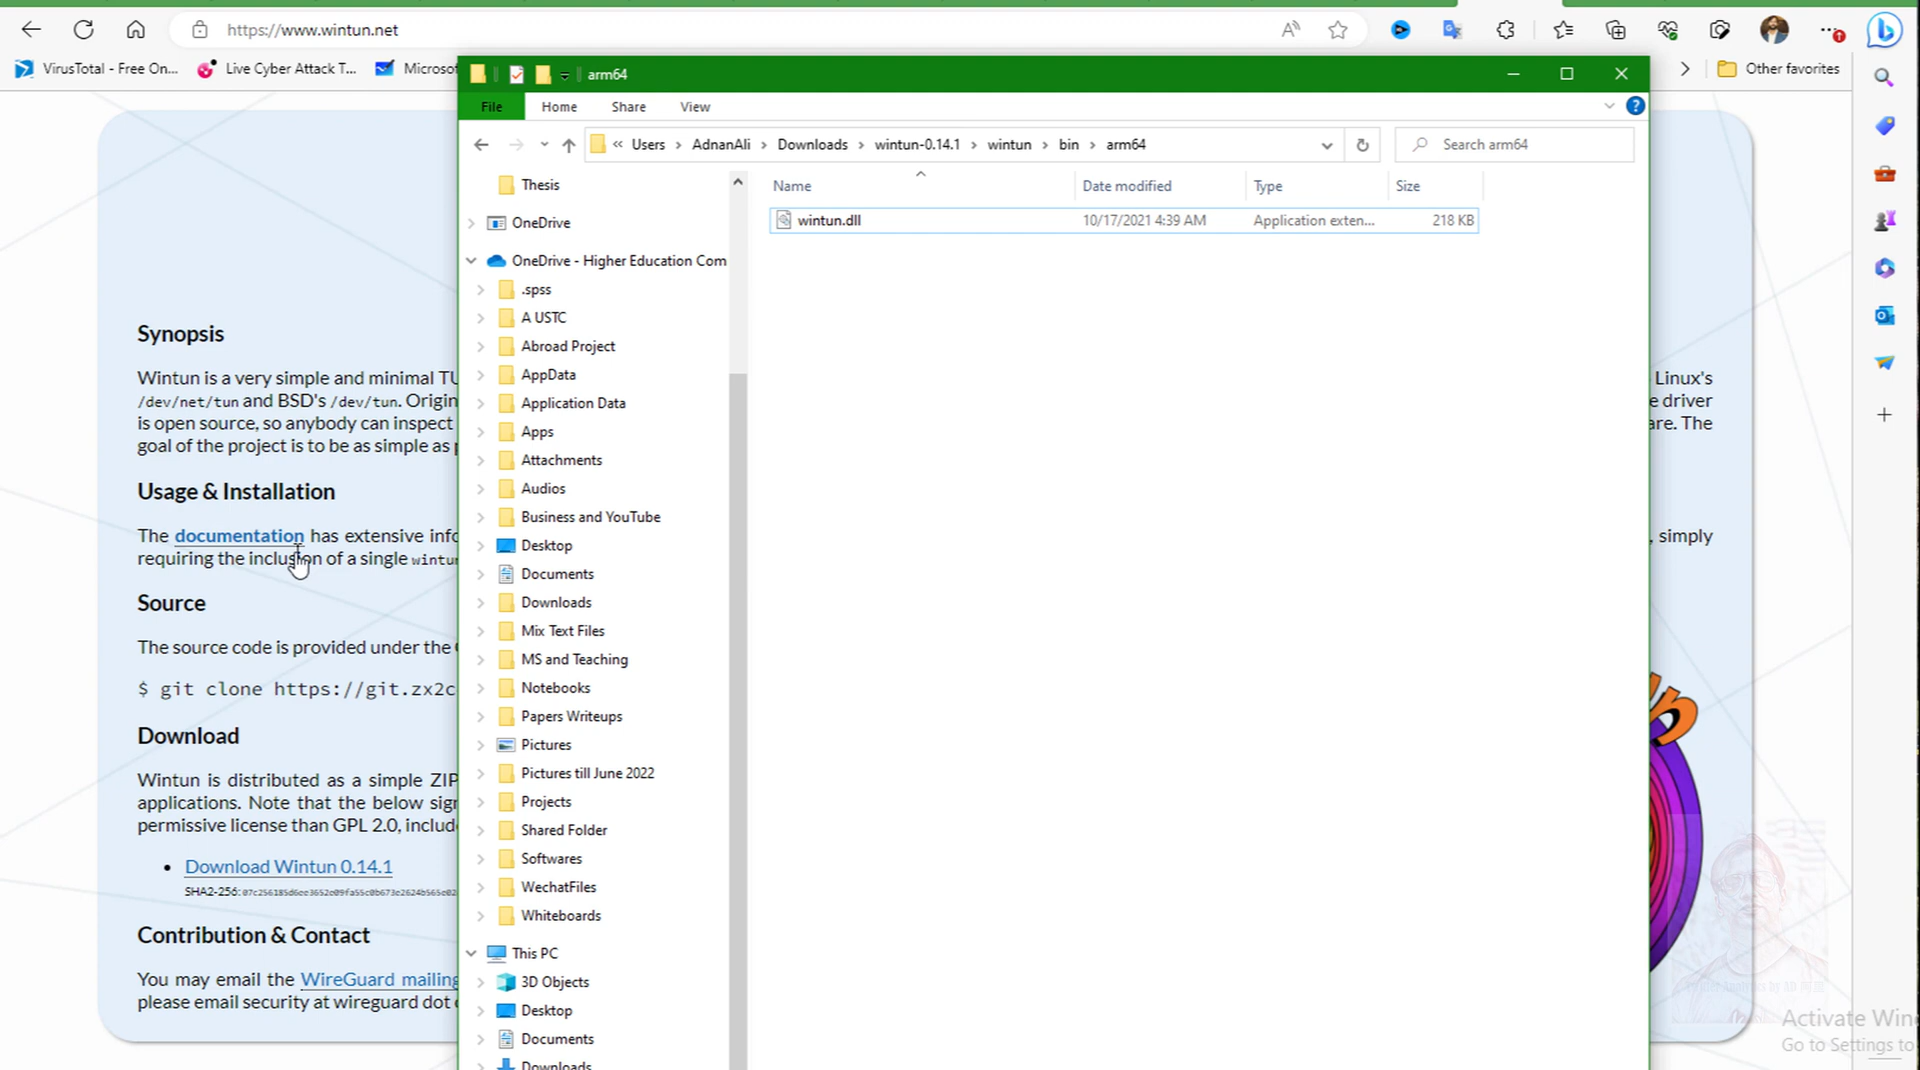 https://www.wintun.net
VirusTotal - Free On...
Live Cyber Attack T...
Microsof
Other favorites
arm64
File
Home
Share
View
« Users › AdnanAli › Downloads › wintun-0.14.1 › wintun › bin › arm64
Search arm64
Name
Date modified
Type
Size
wintun.dll
10/17/2021 4:39 AM
Application exten...
218 KB
Thesis
OneDrive
OneDrive - Higher Education Com
.spss
A USTC
Abroad Project
AppData
Application Data
Apps
Attachments
Audios
Business and YouTube
Desktop
Documents
Downloads
Mix Text Files
MS and Teaching
Notebooks
Papers Writeups
Pictures
Pictures till June 2022
Projects
Shared Folder
Softwares
WechatFiles
Whiteboards
This PC
3D Objects
Desktop
Documents
Downloads
Synopsis
Wintun is a very simple and minimal TU
Linux's
/dev/net/tun and BSD's /dev/tun. Origin
e driver
is open source, so anybody can inspect
are. The
goal of the project is to be as simple as p
Usage & Installation
The documentation has extensive info
, simply
requiring the inclusion of a single wintun
Source
The source code is provided under the
$ git clone https://git.zx2c
Download
Wintun is distributed as a simple ZIP
applications. Note that the below sign
permissive license than GPL 2.0, include
• Download Wintun 0.14.1
SHA2-256:
Contribution & Contact
You may email the WireGuard mailing
please email security at wireguard dot c
Activate Win
Go to Settings to